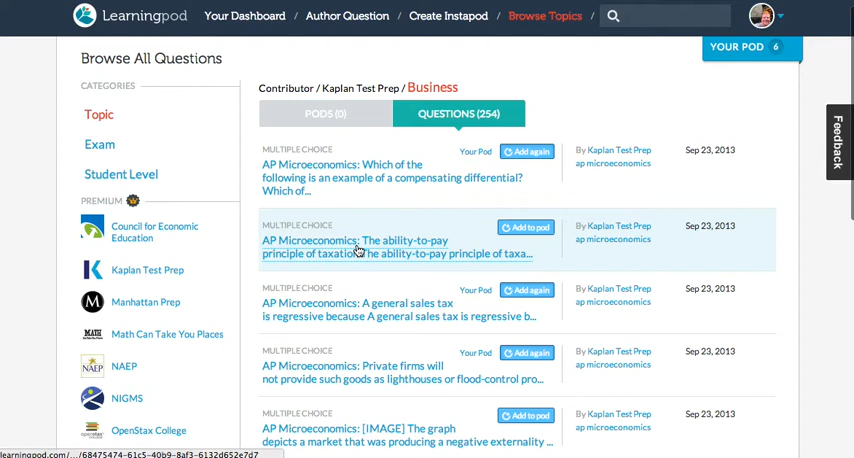 Learningpod
Your Dashboard / Author Question / Create Instapod / Browse Topics /
YOUR POD 6
Browse All Questions
CATEGORIES
Topic
Exam
Student Level
PREMIUM
Council for Economic
Education
Kaplan Test Prep
Manhattan Prep
MATH
Math Can Take You Places
NAEP
NAEP
NIGMS
openstax
OpenStax College
Contributor / Kaplan Test Prep / Business
PODS (0)
QUESTIONS (254)
MULTIPLE CHOICE
Your Pod
Add again
AP Microeconomics: Which of the
following is an example of a compensating differential?
Which of...
By Kaplan Test Prep
ap microeconomics
Sep 23, 2013
MULTIPLE CHOICE
Add to pod
AP Microeconomics: The ability-to-pay
principle of taxation The ability-to-pay principle of taxa...
By Kaplan Test Prep
ap microeconomics
Sep 23, 2013
MULTIPLE CHOICE
Your Pod
Add again
AP Microeconomics: A general sales tax
is regressive because A general sales tax is regressive b...
By Kaplan Test Prep
ap microeconomics
Sep 23, 2013
MULTIPLE CHOICE
Your Pod
Add again
AP Microeconomics: Private firms will
not provide such goods as lighthouses or flood-control pro...
By Kaplan Test Prep
ap microeconomics
Sep 23, 2013
MULTIPLE CHOICE
Add to pod
AP Microeconomics: [IMAGE] The graph
depicts a market that was producing a negative externality ...
By Kaplan Test Prep
ap microeconomics
Sep 23, 2013
Feedback
learningpod.com/.../68475474-61c5-40b9-8af3-6132d652e7d7